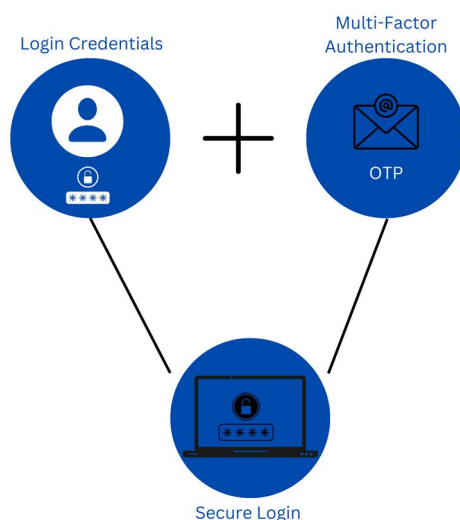 Login Credentials
Multi-Factor
Authentication
@
OTP
****
****
Secure Login